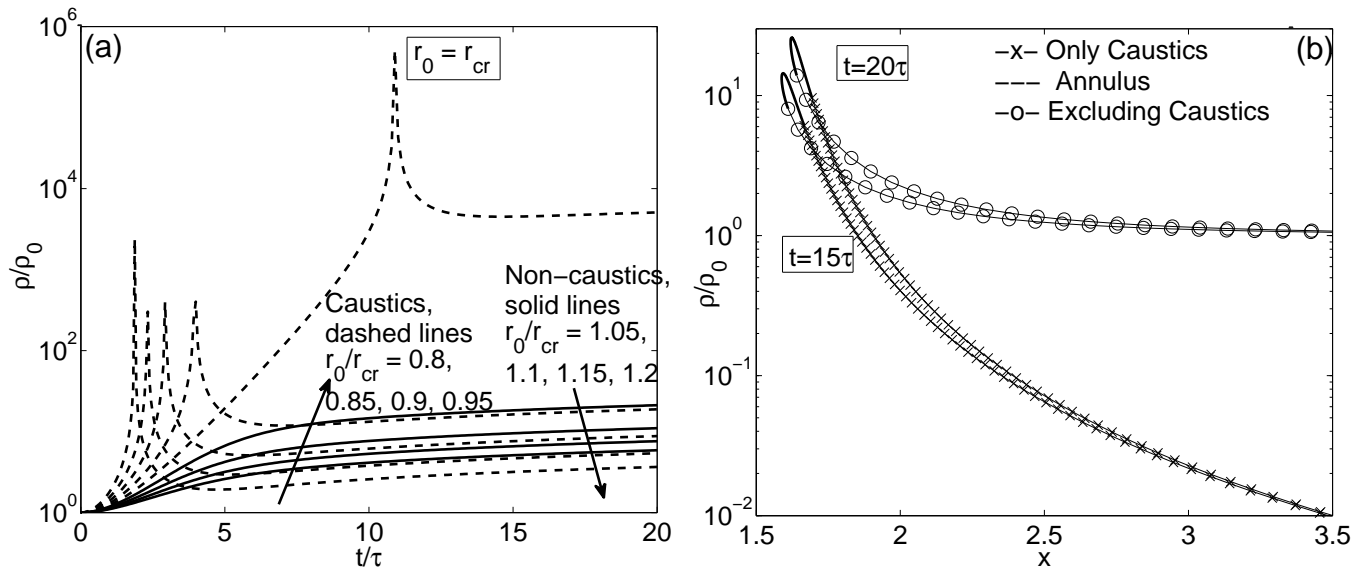 (a)
10^6
10^4
10^2
10^0
ρ/ρ_0
r_0 = r_cr
Caustics,
dashed lines
r_0/r_cr = 0.8,
0.85, 0.9, 0.95
Non−caustics,
solid lines
r_0/r_cr = 1.05,
1.1, 1.15, 1.2
0 5 10 15 20
t/τ
(b)
10^1
10^0
10^−1
10^−2
ρ/ρ_0
t=20τ
t=15τ
−x− Only Caustics
−−− Annulus
−o− Excluding Caustics
1.5 2 2.5 3 3.5
x